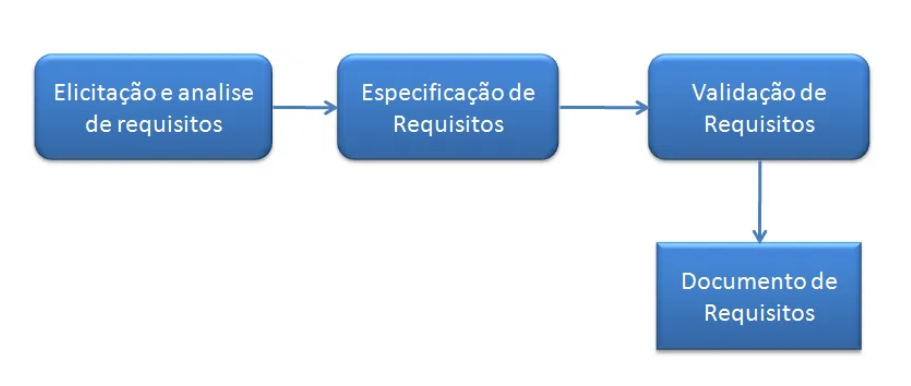 Elicitação e analise
de requisitos
Especificação de
Requisitos
Validação de
Requisitos
Documento de
Requisitos